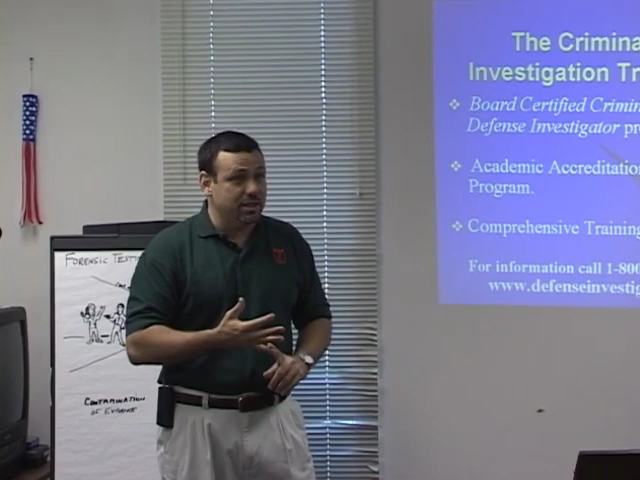 The Crimina
Investigation Tr
Board Certified Crimin
Defense Investigator pr
Academic Accreditatio
Program.
Comprehensive Training
For information call 1-800
www.defenseinvestig
FORENSIC TEST
CONTAMINATION
OF EVIDENCE